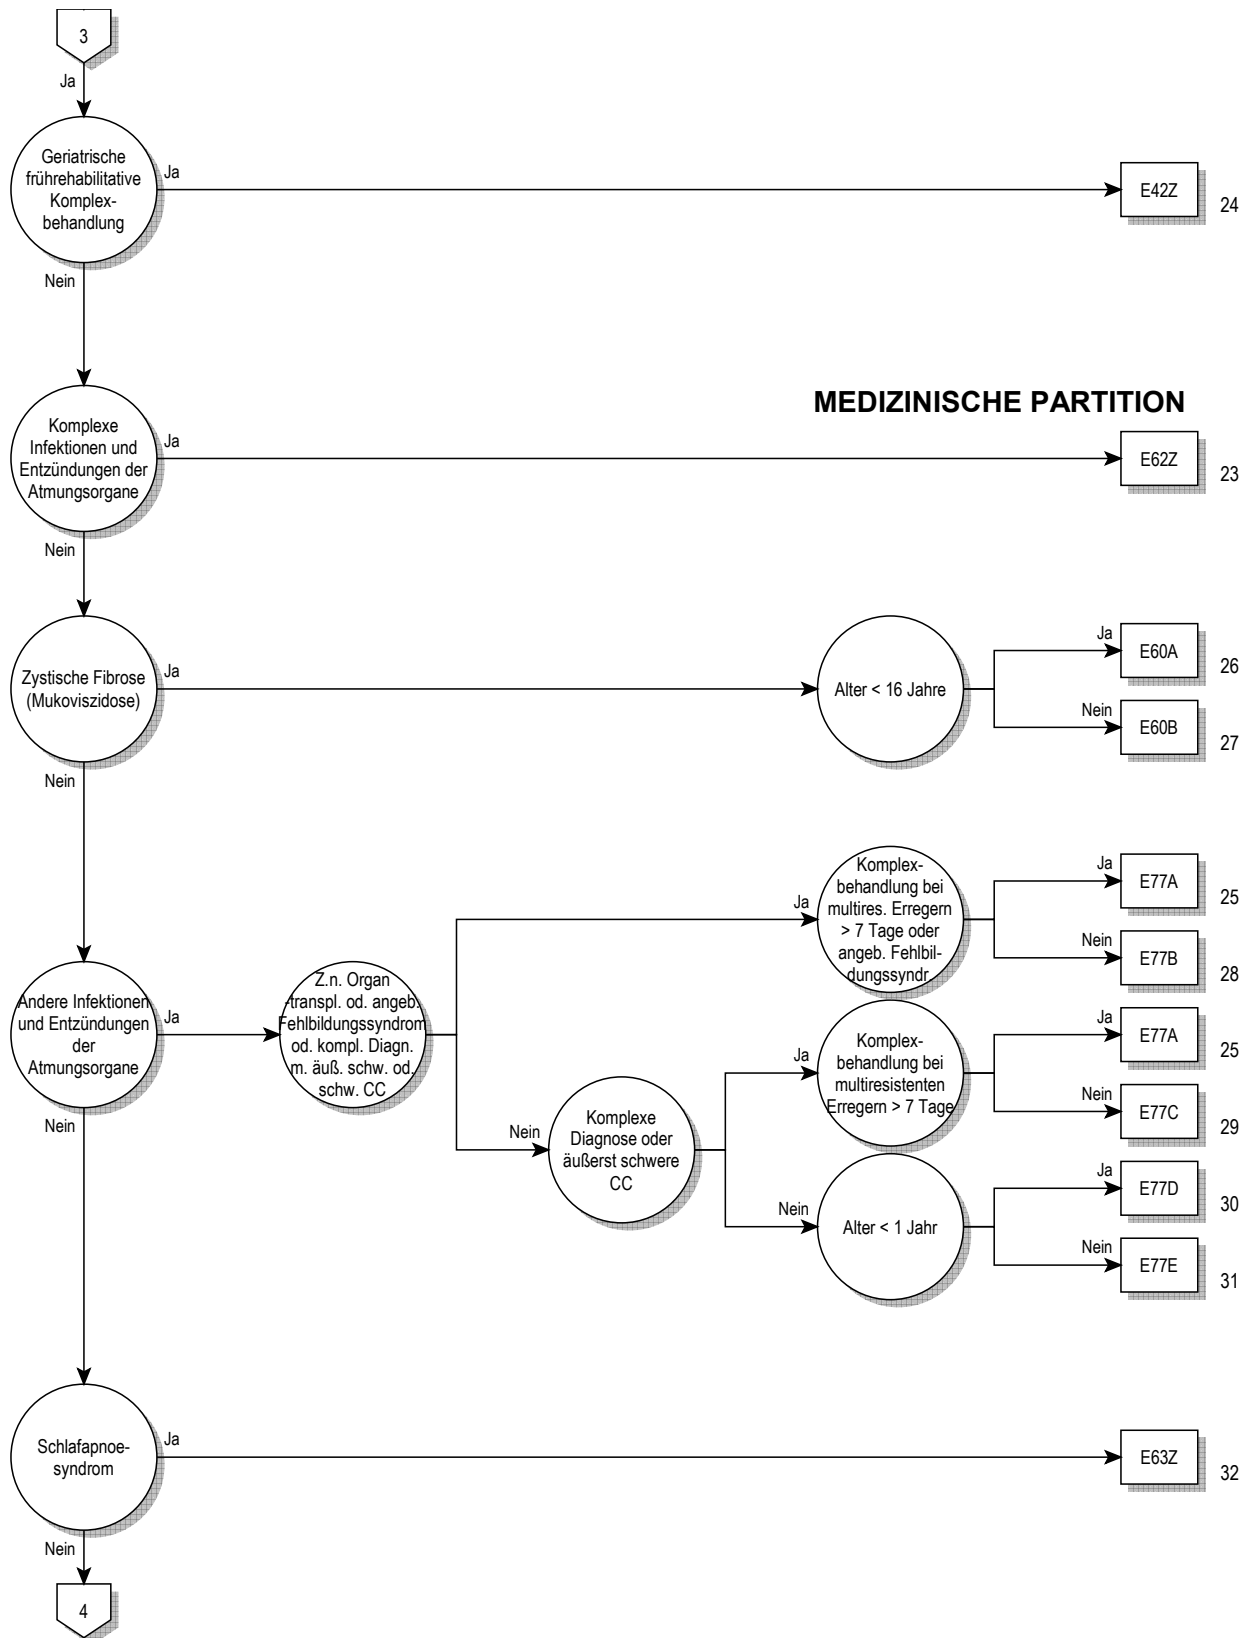 3
Ja
Geriatrische
frührehabilitative
Komplex-
behandlung
Ja
E42Z
24
Nein
MEDIZINISCHE PARTITION
Komplexe
Infektionen und
Entzündungen der
Atmungsorgane
Ja
E62Z
23
Nein
Zystische Fibrose
(Mukoviszidose)
Ja
Alter < 16 Jahre
Ja
E60A
26
Nein
E60B
27
Nein
Andere Infektionen
und Entzündungen
der
Atmungsorgane
Ja
Z.n. Organ
-transpl. od. angeb.
Fehlbildungssyndrom
od. kompl. Diagn.
m. äuß. schw. od.
schw. CC
Ja
Komplex-
behandlung bei
multires. Erregern
> 7 Tage oder
angeb. Fehlbil-
dungssyndr.
Ja
E77A
25
Nein
E77B
28
Nein
Komplexe
Diagnose oder
äußerst schwere
CC
Ja
Komplex-
behandlung bei
multiresistenten
Erregern > 7 Tage
Ja
E77A
25
Nein
E77C
29
Nein
Alter < 1 Jahr
Ja
E77D
30
Nein
E77E
31
Nein
Schlafapnoe-
syndrom
Ja
E63Z
32
Nein
4